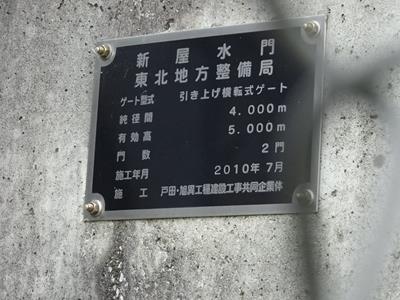 新屋水門
東北地方整備局
ゲート型式 引き上げ横転式ゲート
純径間 4.000m
有効高 5.000m
門数 2門
施工年月 2010年7月
施工 戸田・旭異工種建設工事共同企業体